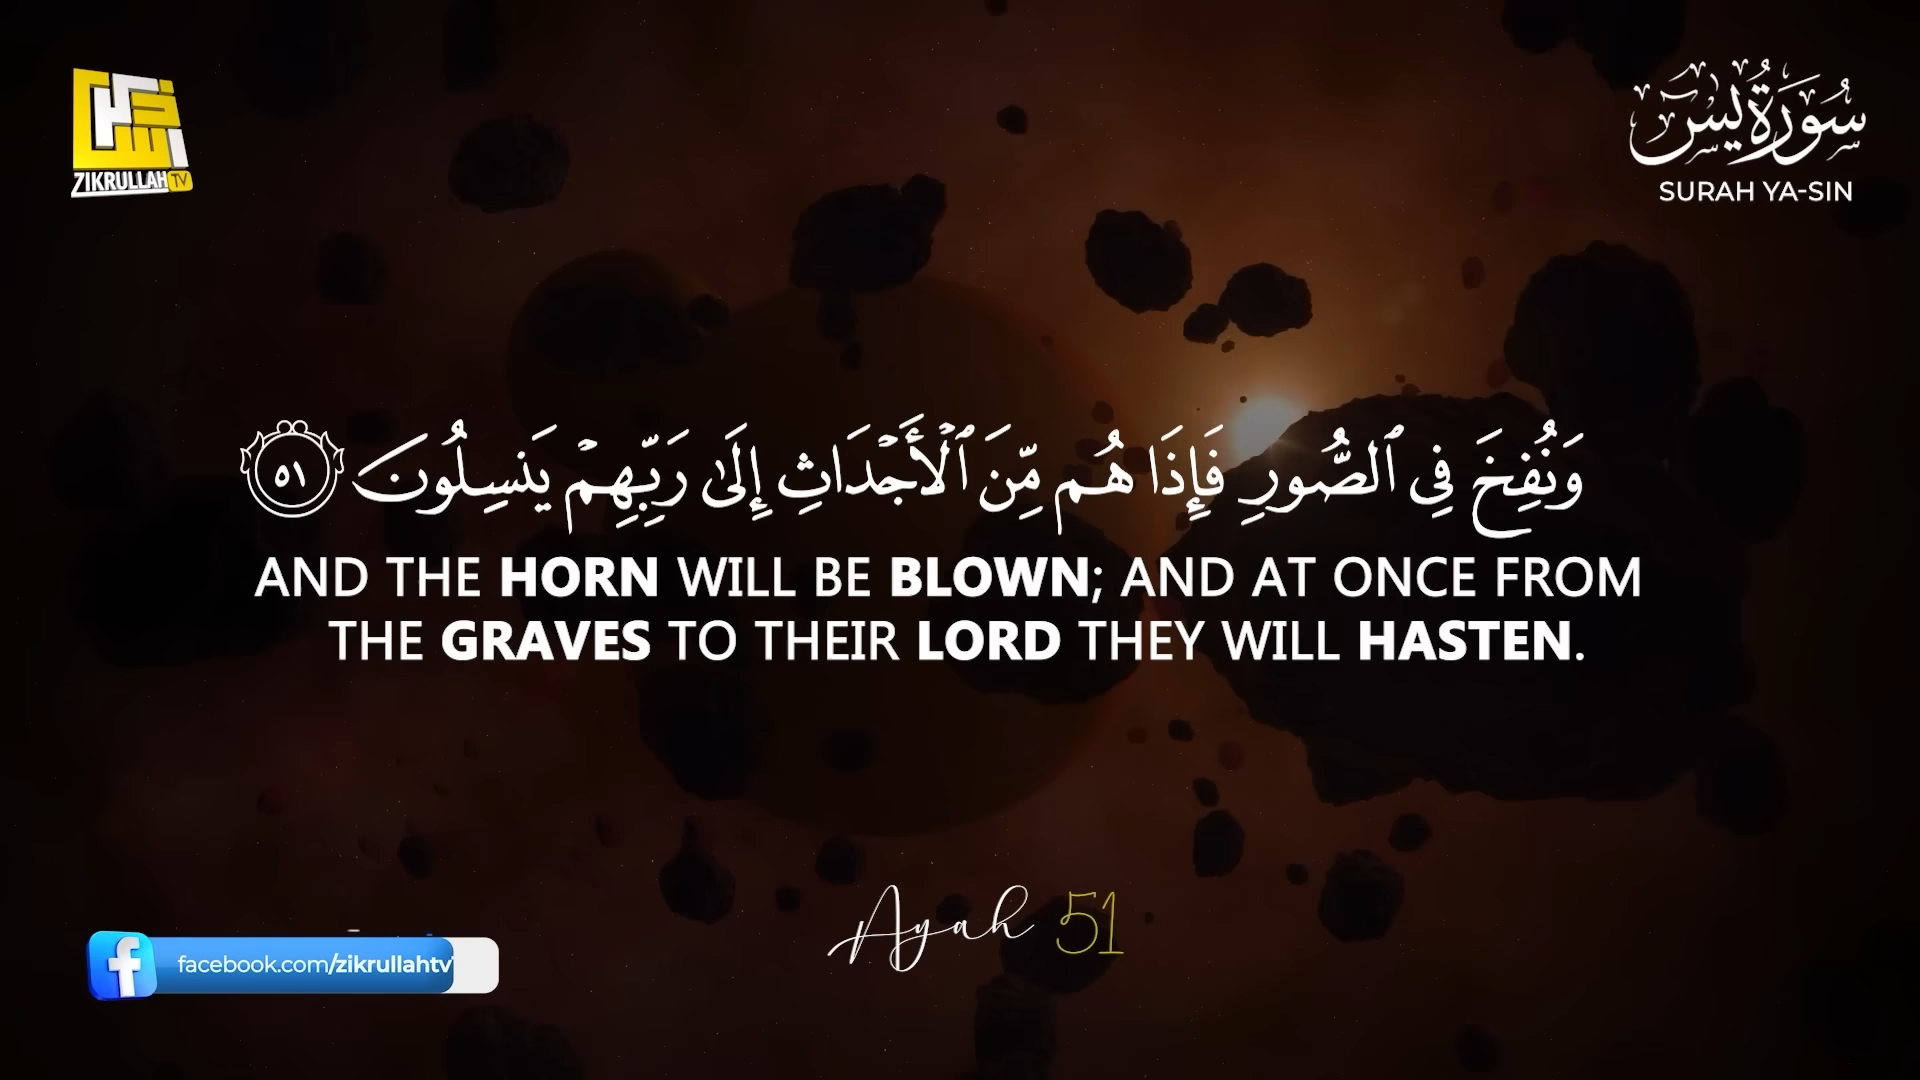 ZIKRULLAH TV
سُورَةُ يسٓ
SURAH YA-SIN
وَنُفِخَ فِى ٱلصُّورِ فَإِذَا هُم مِّنَ ٱلْأَجْدَاثِ إِلَىٰ رَبِّهِمْ يَنسِلُونَ ٥١
AND THE HORN WILL BE BLOWN; AND AT ONCE FROM
THE GRAVES TO THEIR LORD THEY WILL HASTEN.
Ayah 51
facebook.com/zikrullahtv